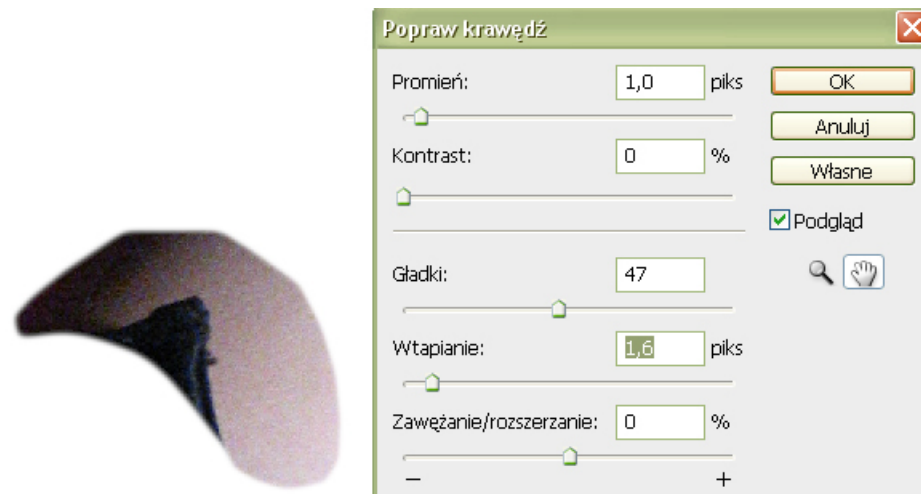 Popraw krawędź
Promień: 1,0 piks
OK
Anuluj
Kontrast: 0 %
Własne
Podgląd
Gładki: 47
Wtapianie: 1,6 piks
Zawężanie/rozszerzanie: 0 %
− +